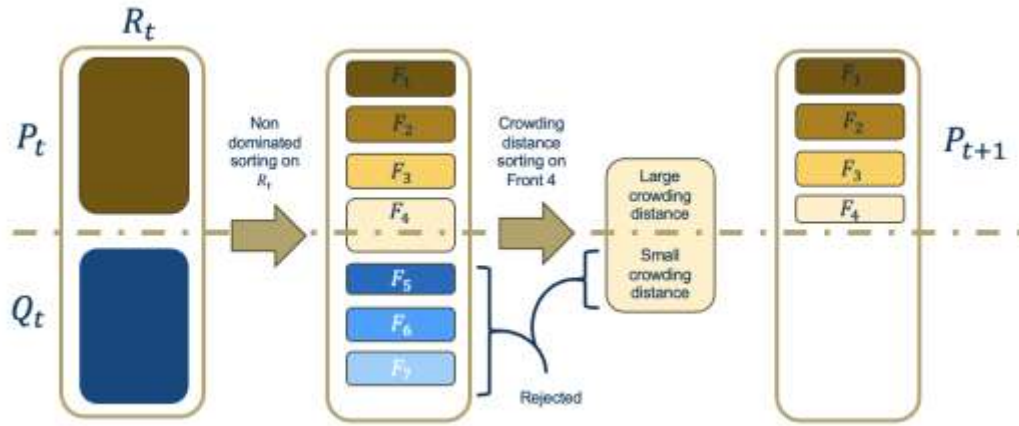 R_t
P_t
Q_t
Non
dominated
sorting on
R_t
F_1
F_2
F_3
F_4
F_5
F_6
F_7
Crowding
distance
sorting on
Front 4
Large
crowding
distance
Small
crowding
distance
Rejected
F_1
F_2
F_3
F_4
P_{t+1}